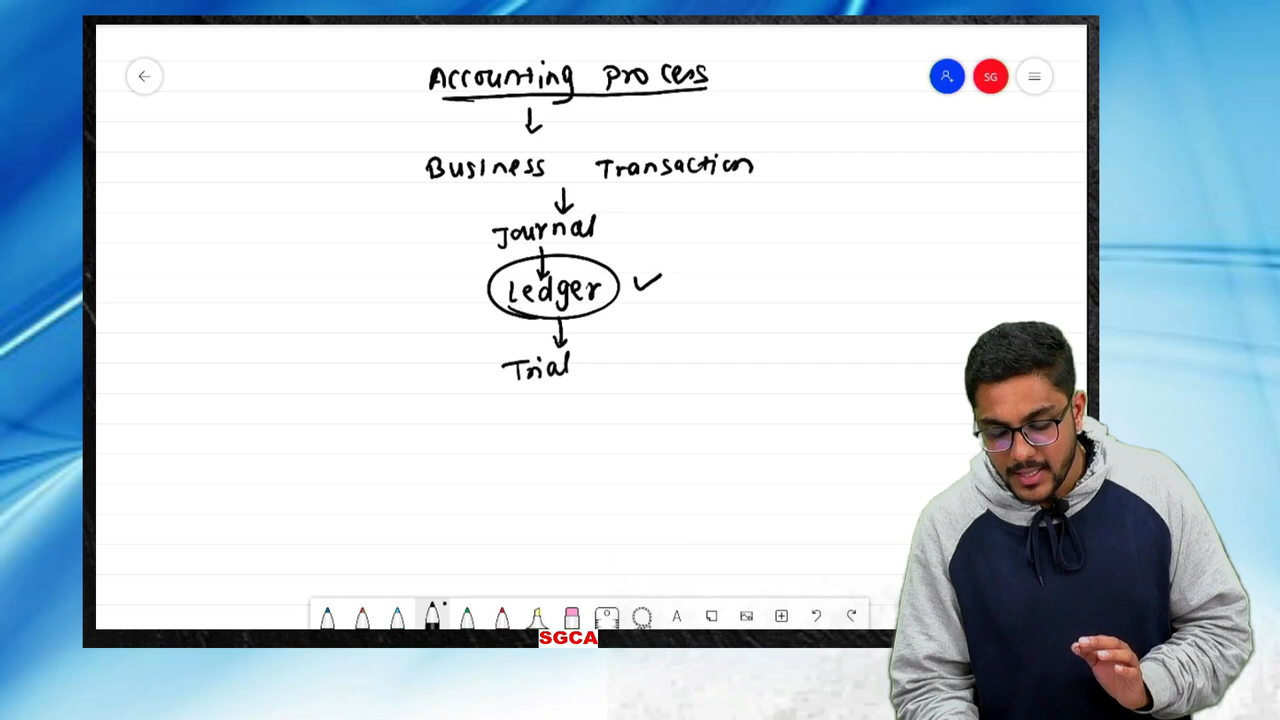 Accounting process
SG
Business Transaction
Journal
Ledger
Trial
A
SGCA